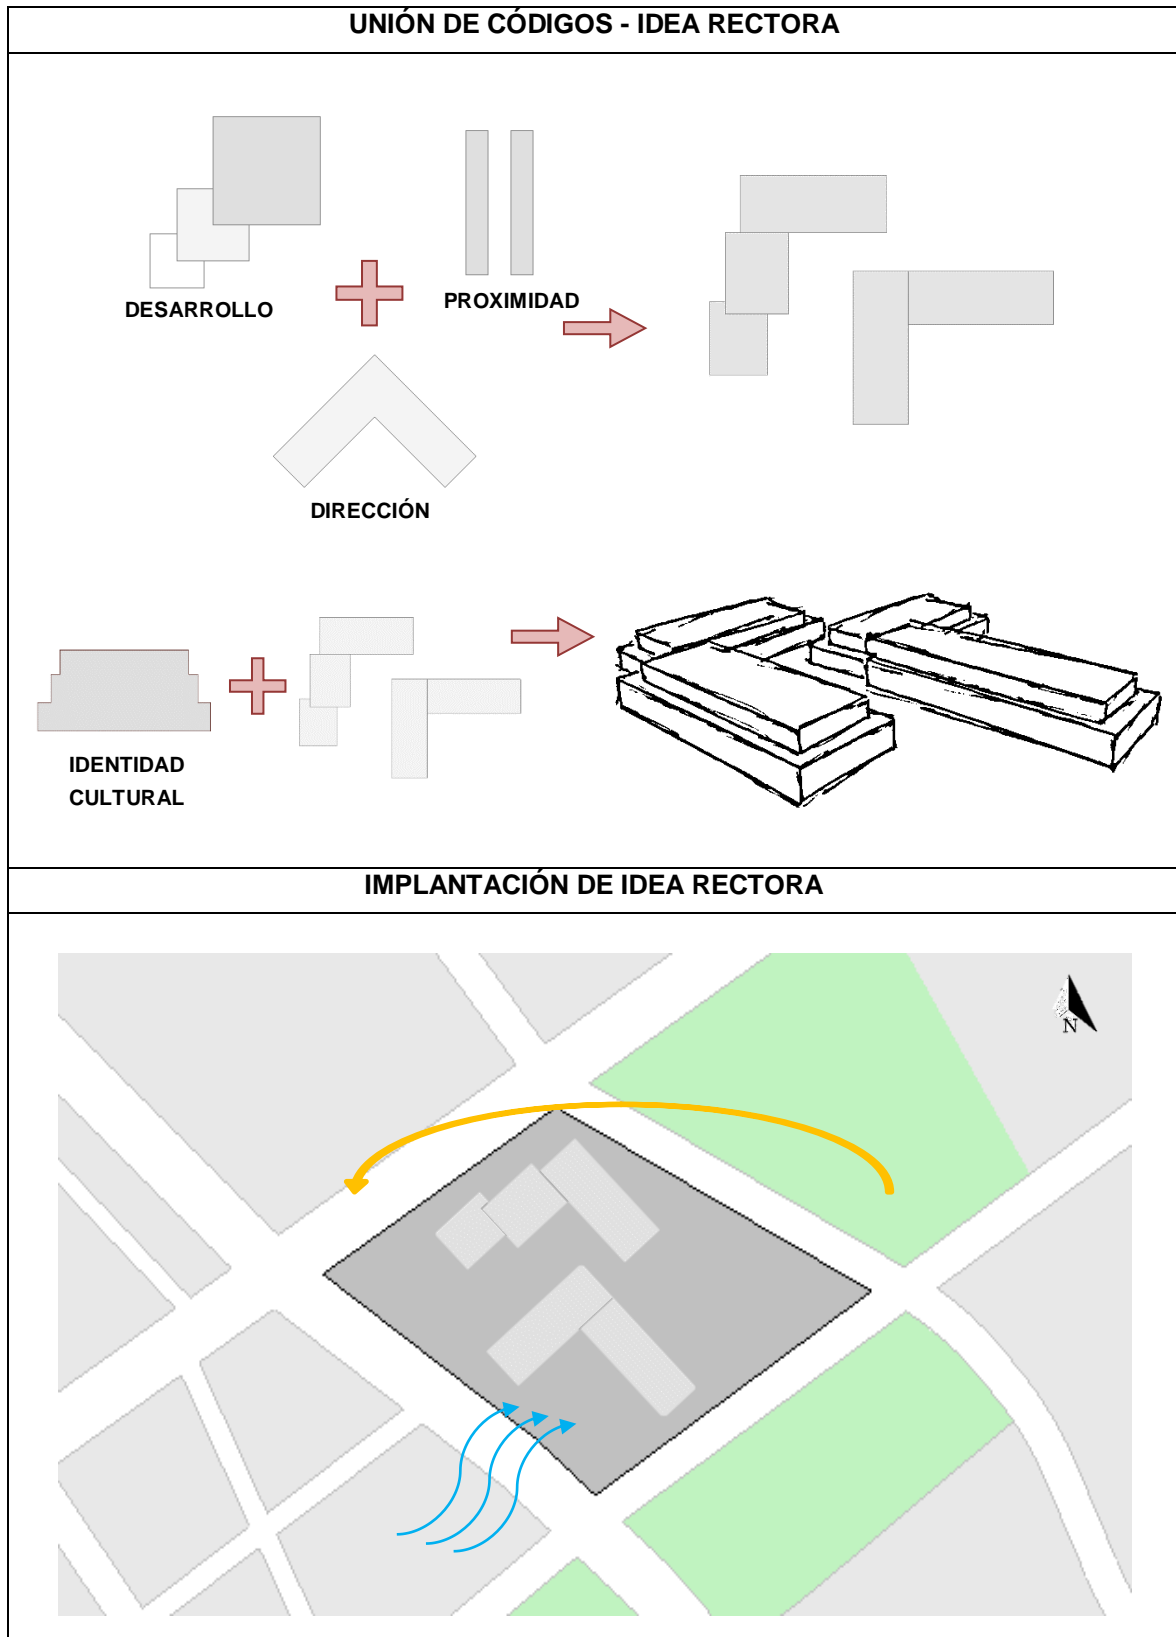 UNIÓN DE CÓDIGOS - IDEA RECTORA
DESARROLLO
PROXIMIDAD
DIRECCIÓN
IDENTIDAD
CULTURAL
IMPLANTACIÓN DE IDEA RECTORA
N